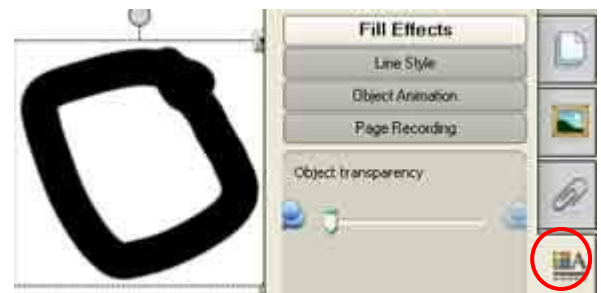 Fill Effects
Line Style
Object Animation
Page Recording
Object transparency
A